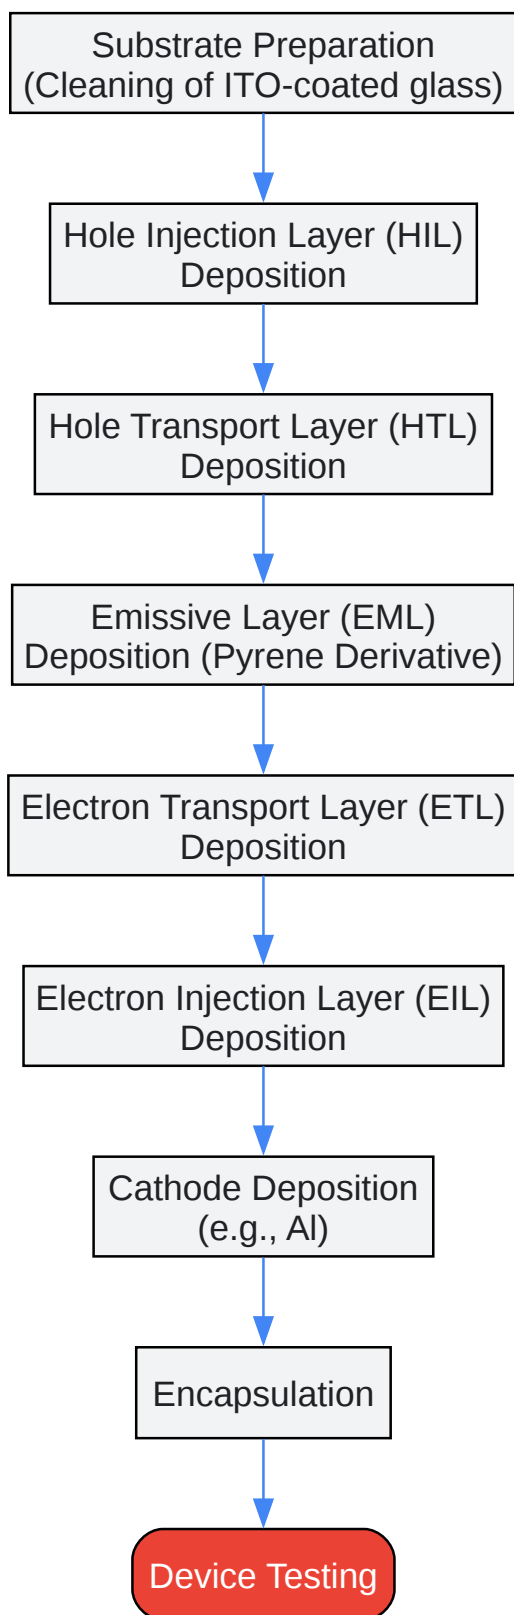 Substrate Preparation
(Cleaning of ITO-coated glass)
Hole Injection Layer (HIL)
Deposition
Hole Transport Layer (HTL)
Deposition
Emissive Layer (EML)
Deposition (Pyrene Derivative)
Electron Transport Layer (ETL)
Deposition
Electron Injection Layer (EIL)
Deposition
Cathode Deposition
(e.g., Al)
Encapsulation
Device Testing